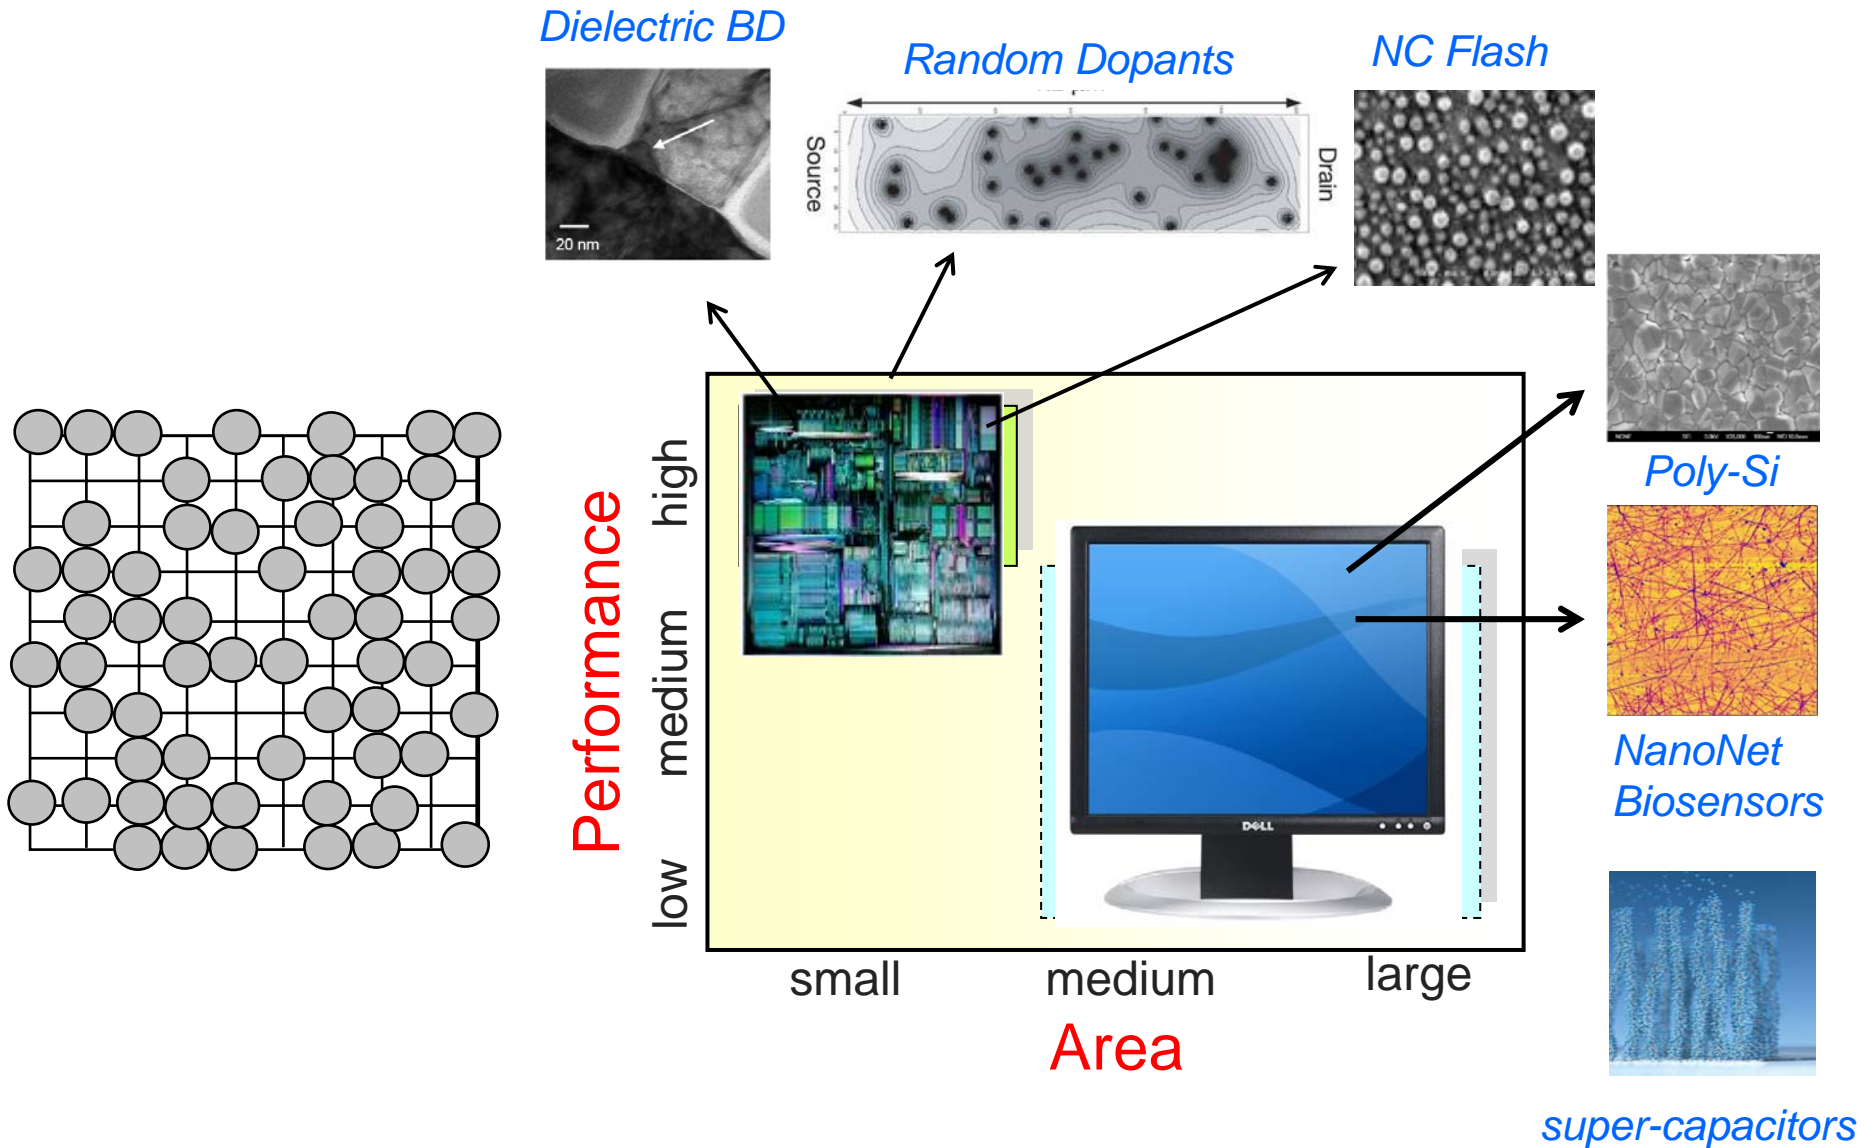 Dielectric BD
Random Dopants
NC Flash
Source
Drain
20 nm
Poly-Si
NanoNet
Biosensors
super-capacitors
Performance
high
medium
low
DELL
small
medium
large
Area